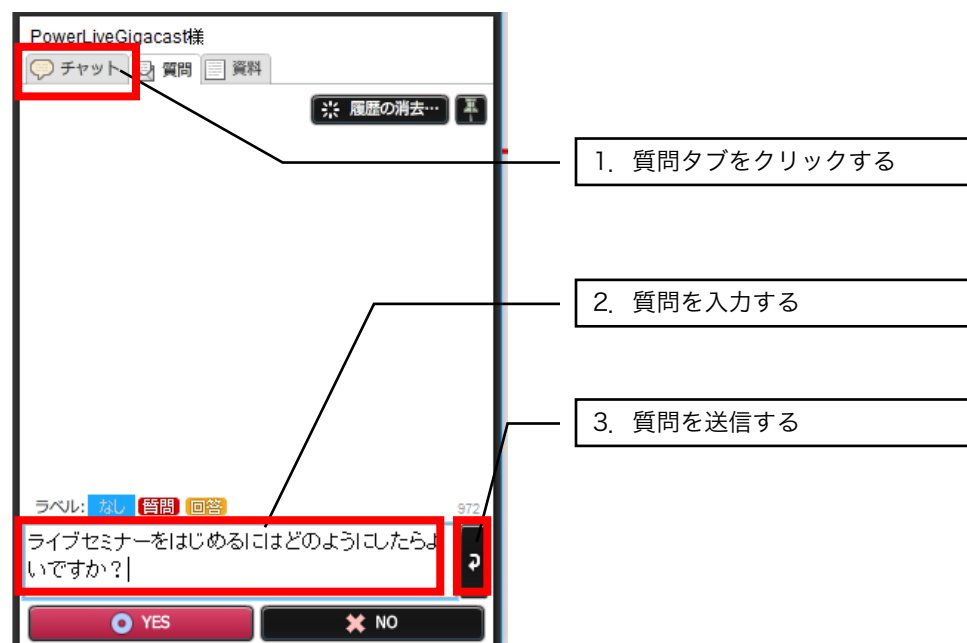 PowerLiveGigacast様
チャット 質問 資料
履歴の消去…
1. 質問タブをクリックする
2. 質問を入力する
3. 質問を送信する
ラベル: なし 質問 回答
972
ライブセミナーをはじめるにはどのようにしたらよ
いですか?
YES
NO